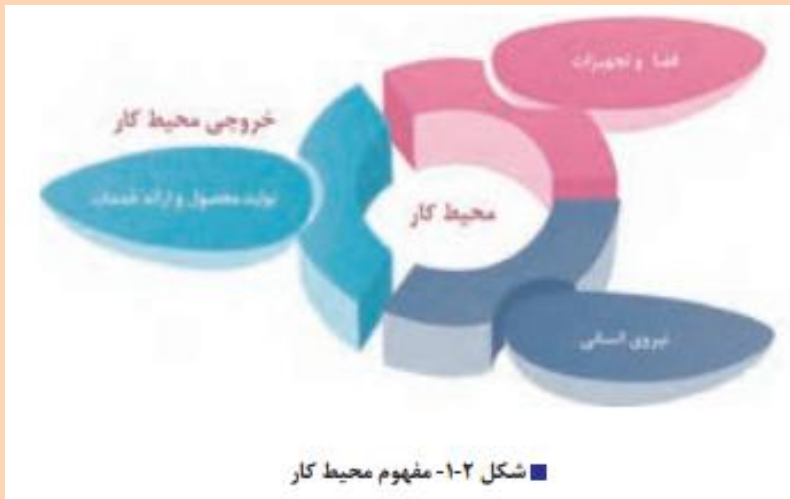 فضا و تجهیزات
خروجی محیط کار
تولید محصول و ارائه خدمات
محیط کار
نیروی انسانی
شکل ۲-۱- مفهوم محیط کار